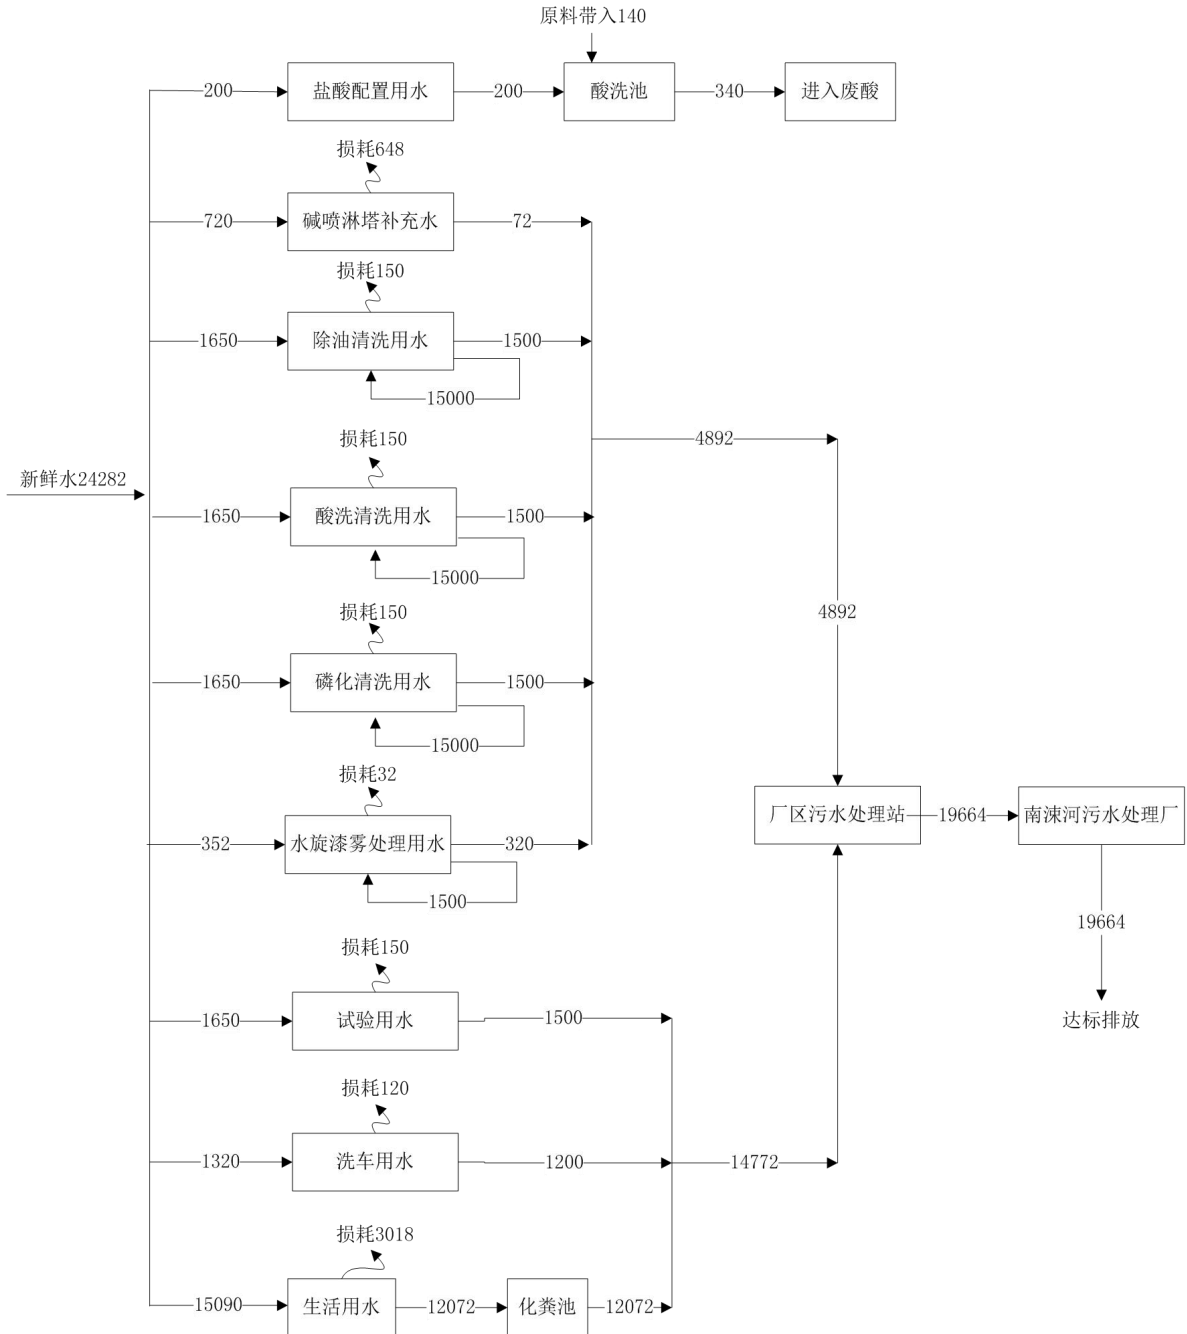 原料带入140
200
盐酸配置用水
200
酸洗池
340
进入废酸
损耗648
720
碱喷淋塔补充水
72
损耗150
1650
除油清洗用水
1500
15000
4892
损耗150
新鲜水24282
1650
酸洗清洗用水
1500
15000
损耗150
4892
1650
磷化清洗用水
1500
15000
损耗32
352
水旋漆雾处理用水
320
1500
厂区污水处理站
19664
南涑河污水处理厂
19664
达标排放
损耗150
1650
试验用水
1500
损耗120
1320
洗车用水
1200
14772
损耗3018
15090
生活用水
12072
化粪池
12072